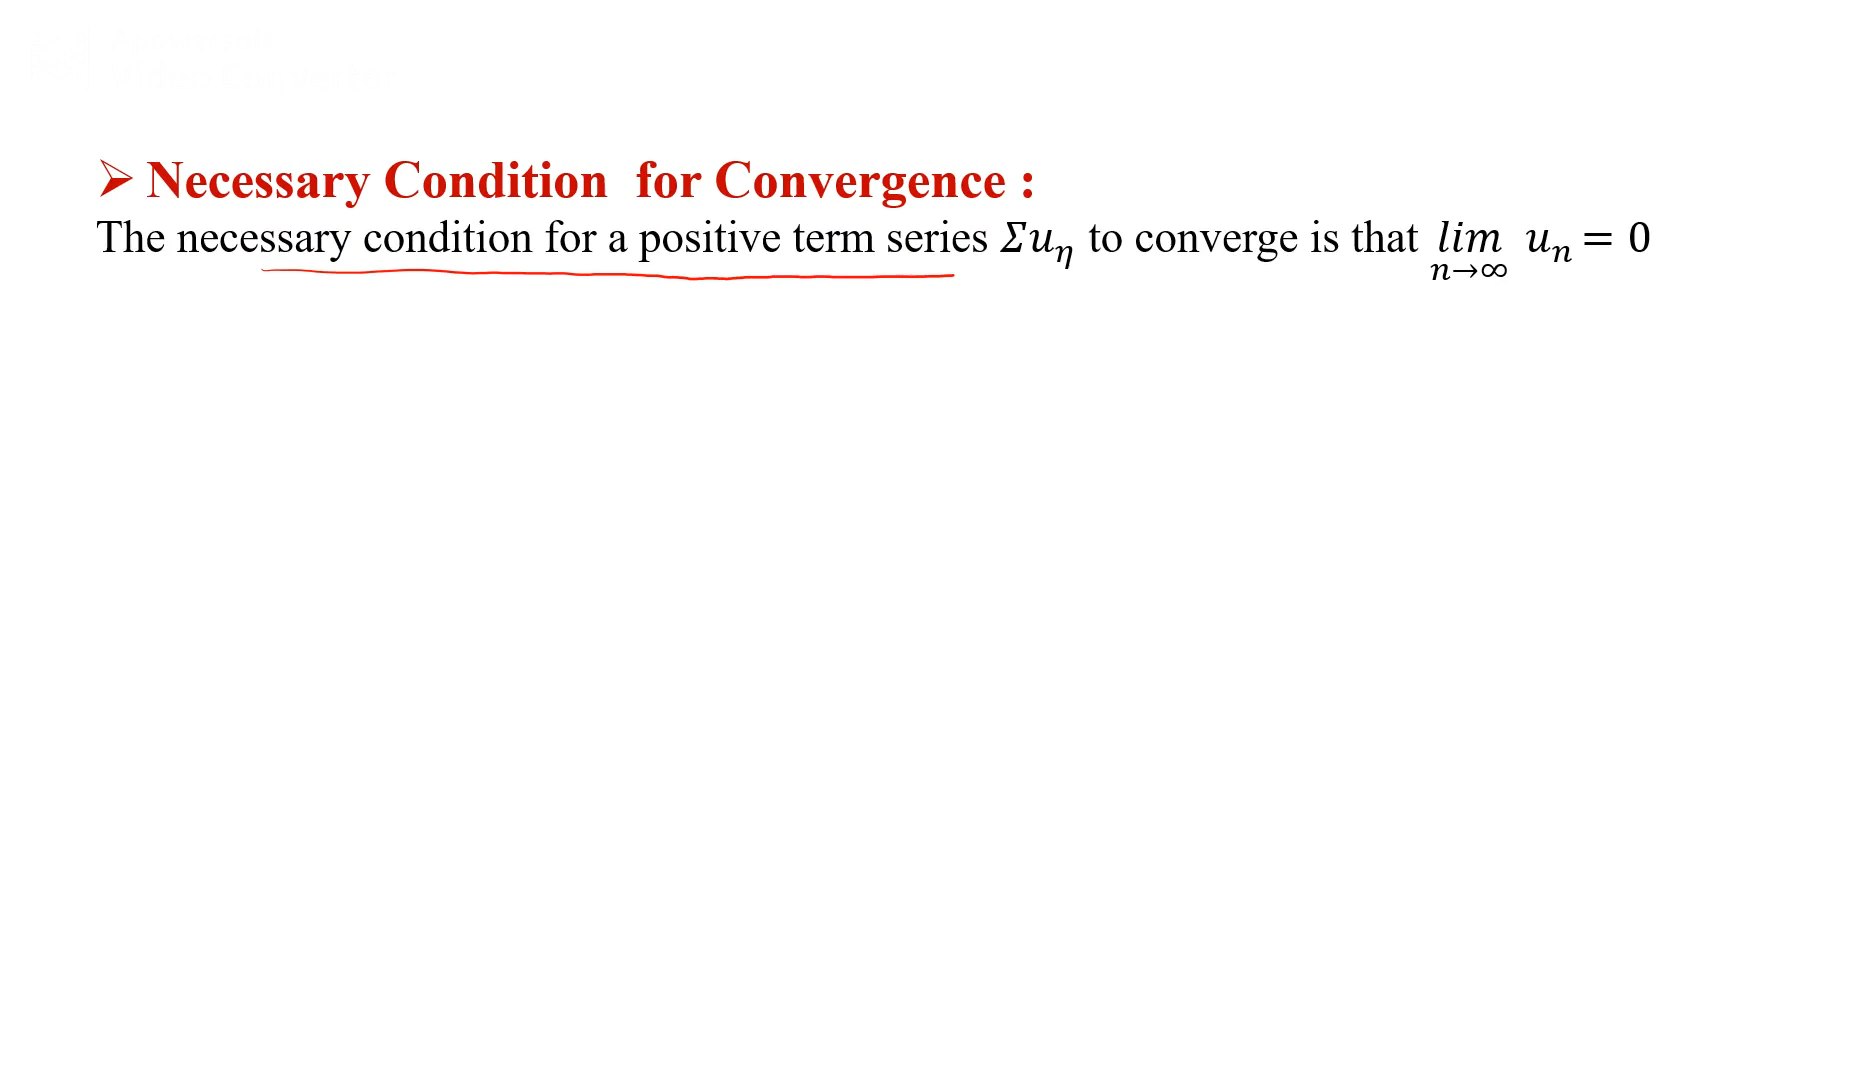 ➢ Necessary Condition for Convergence :
The necessary condition for a positive term series Σu_η to converge is that lim_{n→∞} u_n = 0